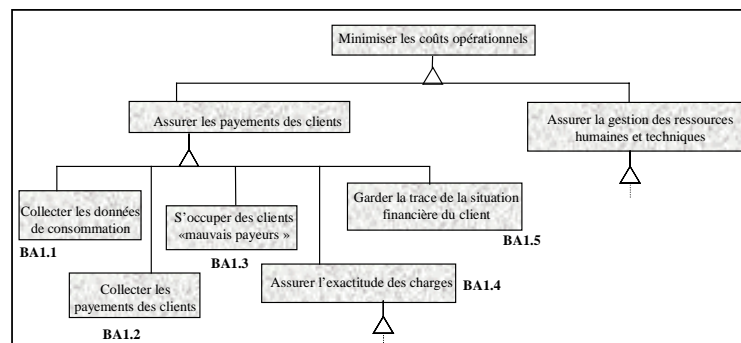 Minimiser les coûts opérationnels
Assurer les payements des clients
Assurer la gestion des ressources
humaines et techniques
Collecter les données
de consommation
BA1.1
Collecter les
payements des clients
BA1.2
S'occuper des clients
«mauvais payeurs »
BA1.3
Assurer l'exactitude des charges
BA1.4
Garder la trace de la situation
financière du client
BA1.5